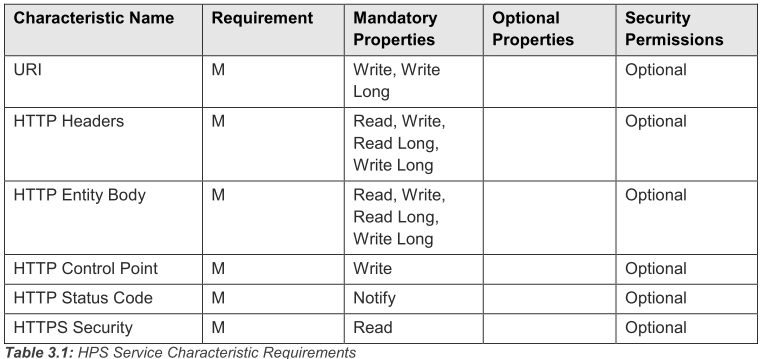 Characteristic Name Requirement Mandatory Properties Optional Properties Security Permissions
URI M Write, Write Long Optional
HTTP Headers M Read, Write, Read Long, Write Long Optional
HTTP Entity Body M Read, Write, Read Long, Write Long Optional
HTTP Control Point M Write Optional
HTTP Status Code M Notify Optional
HTTPS Security M Read Optional
Table 3.1: HPS Service Characteristic Requirements